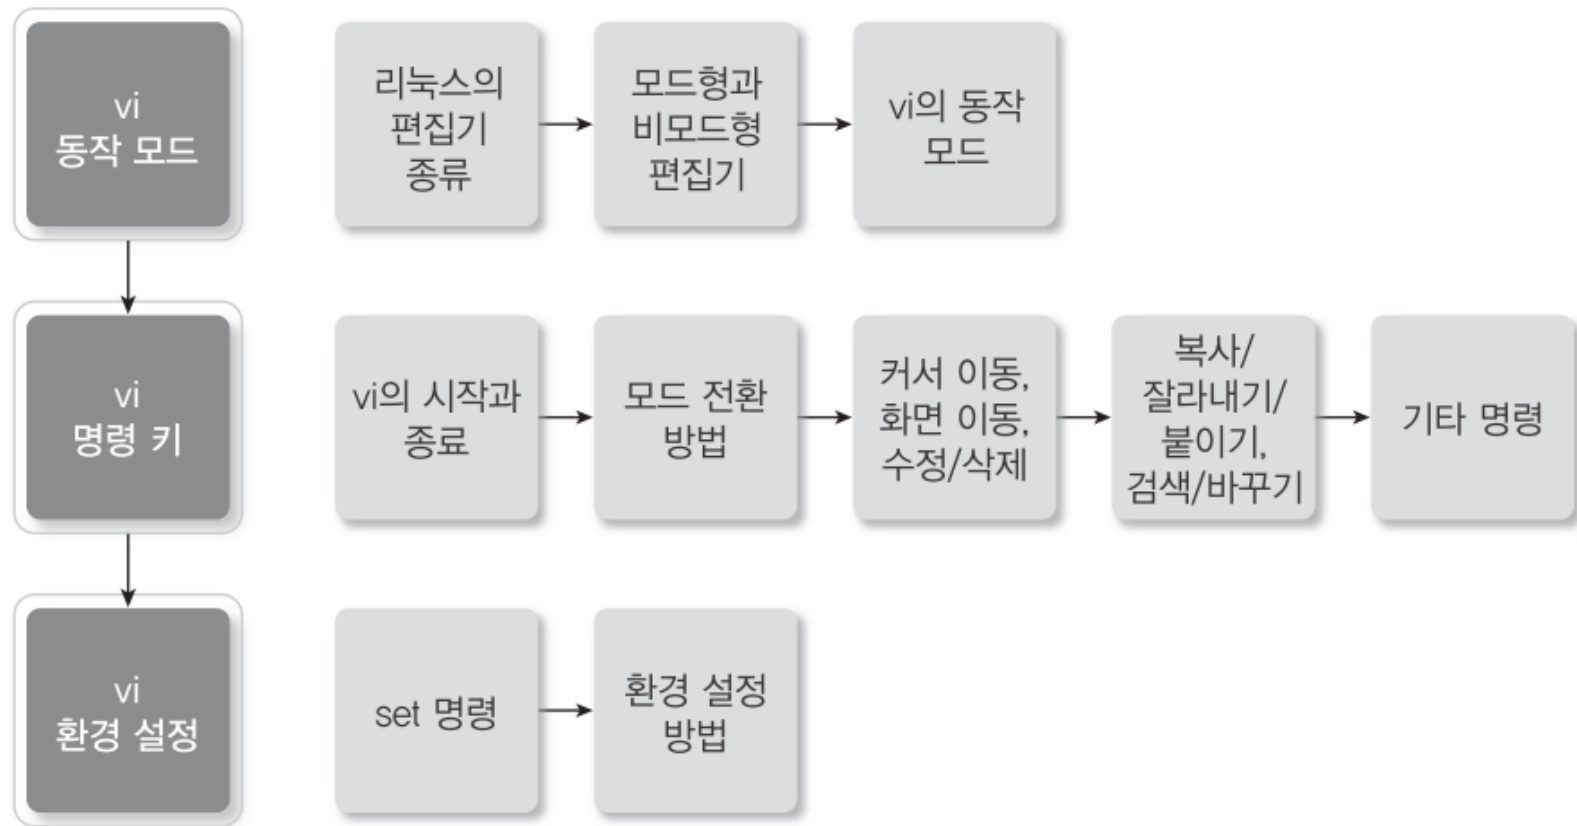 vi
동작 모드
리눅스의
편집기
종류
모드형과
비모드형
편집기
vi의 동작
모드
vi
명령 키
vi의 시작과
종료
모드 전환
방법
커서 이동,
화면 이동,
수정/삭제
복사/
잘라내기/
붙이기,
검색/바꾸기
기타 명령
vi
환경 설정
set 명령
환경 설정
방법